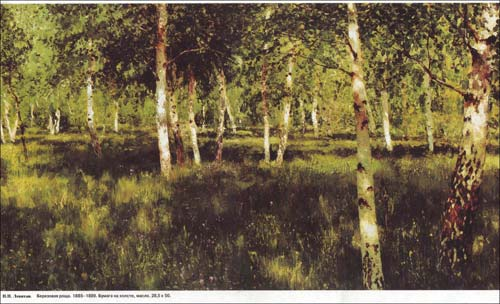 И.И. Левитан. Березовая роща. 1885–1889. Бумага на холсте, масло. 28,5 x 50.